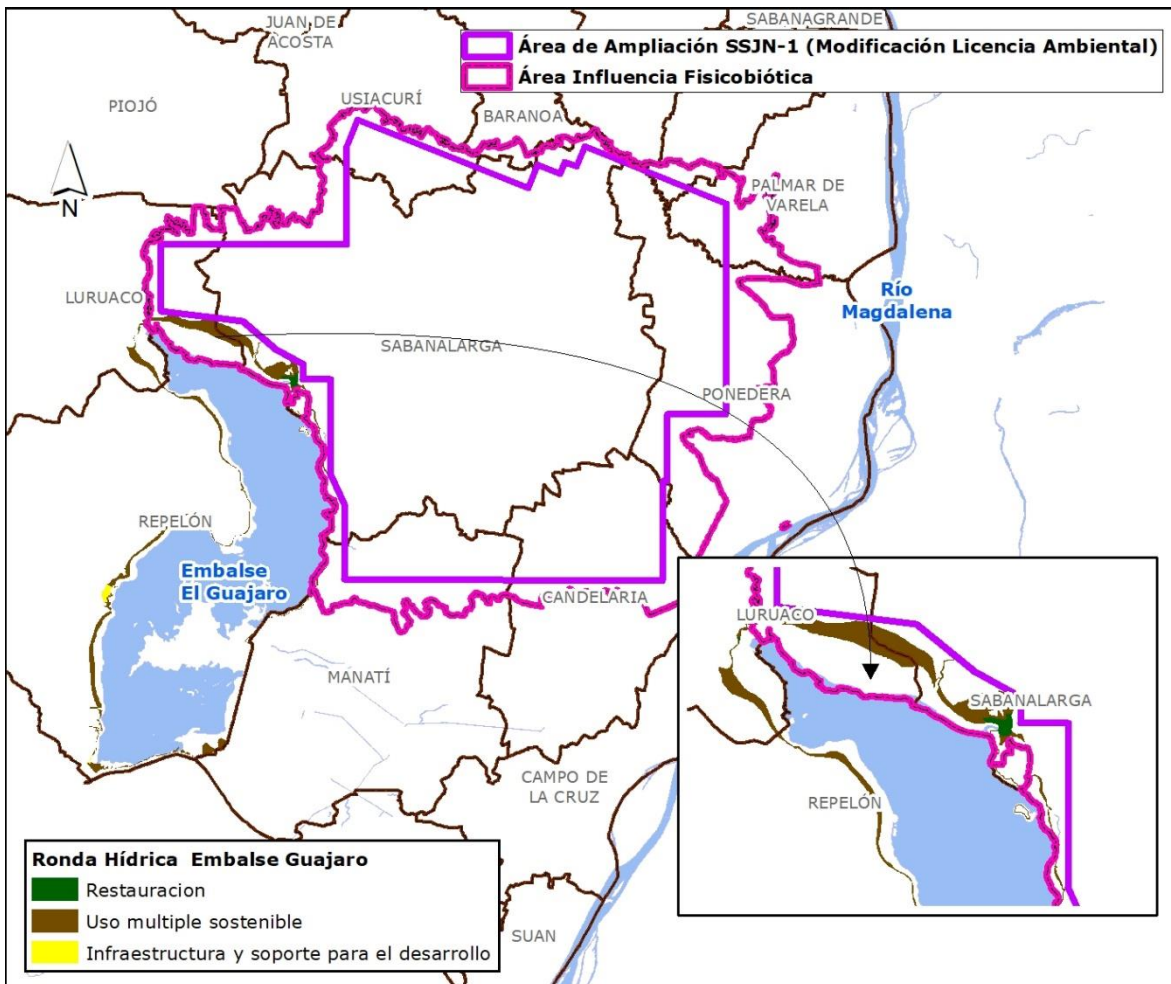 JUAN DE
ACOSTA
SABANAGRANDE
Área de Ampliación SSJN-1 (Modificación Licencia Ambiental)
Área Influencia Fisicobiótica
PIOJÓ
USIACURÍ
BARANOA
N
PALMAR DE
VARELA
LURUACO
Río
Magdalena
SABANALARGA
PONEDERA
REPELÓN
Embalse
El Guajaro
CANDELARIA
MANATÍ
CAMPO DE
LA CRUZ
SUAN
LURUACO
SABANALARGA
REPELÓN
Ronda Hídrica Embalse Guajaro
Restauracion
Uso multiple sostenible
Infraestructura y soporte para el desarrollo